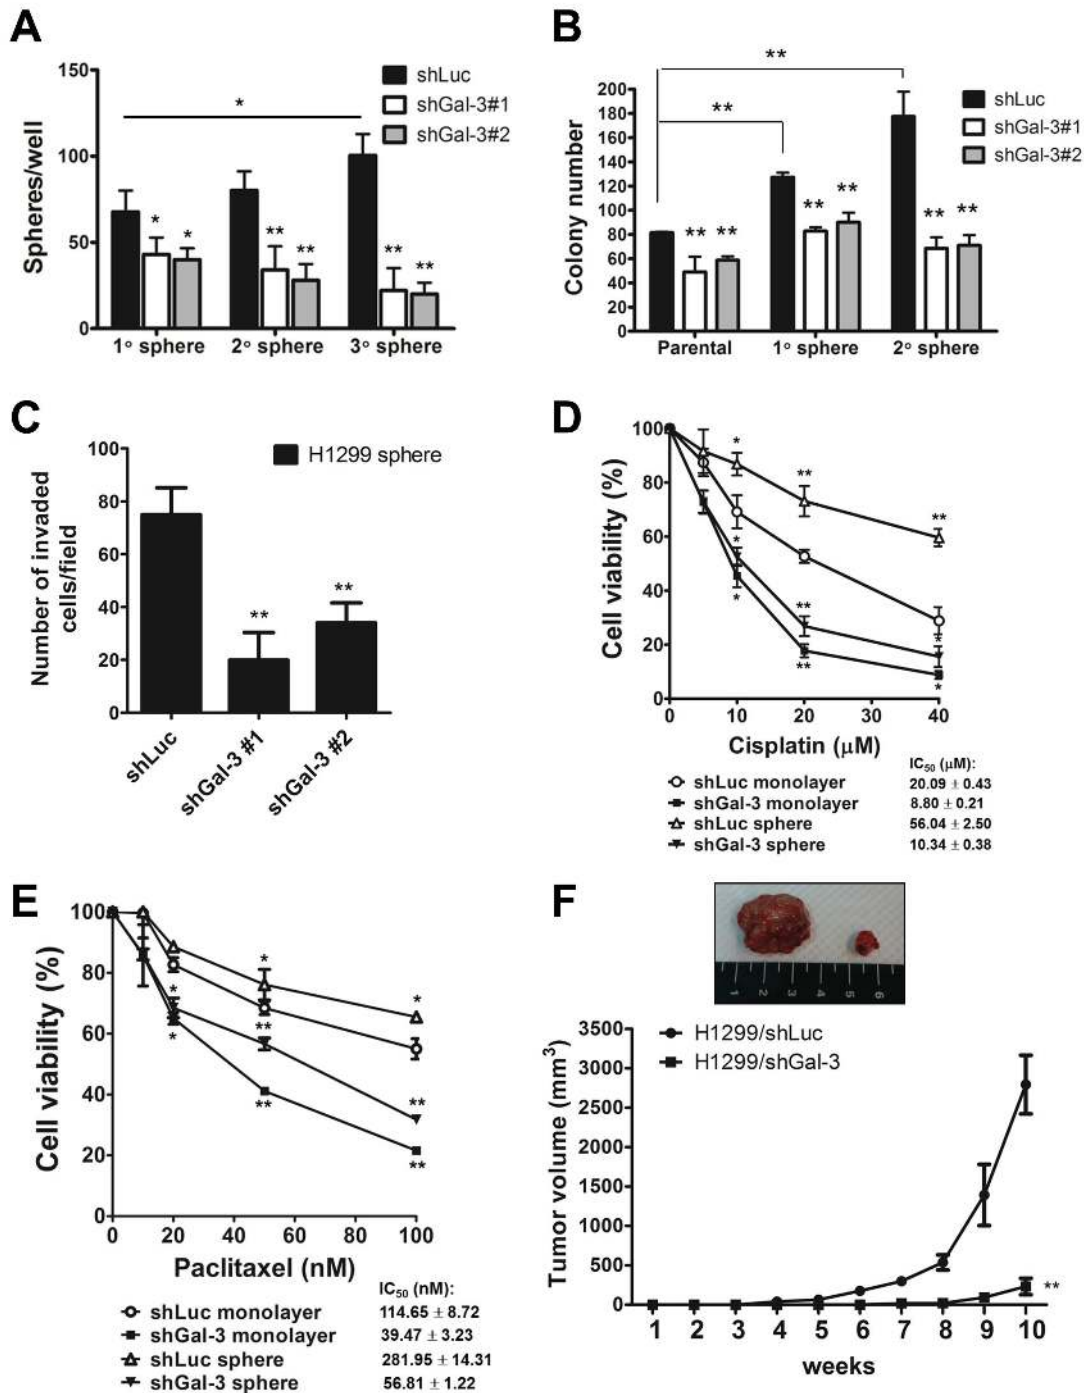 A
150
100
50
0
Spheres/well
shLuc
shGal-3#1
shGal-3#2
*
* *
** **
** **
1° sphere 2° sphere 3° sphere
B
200
180
160
140
120
100
80
60
40
20
0
Colony number
shLuc
shGal-3#1
shGal-3#2
**
**
** **
** **
** **
Parental 1° sphere 2° sphere
C
100
80
60
40
20
0
Number of invaded
cells/field
H1299 sphere
**
**
shLuc
shGal-3 #1
shGal-3 #2
D
100
80
60
40
20
0
Cell viability (%)
* ** **
* ** *
* ** *
0 10 20 30 40
Cisplatin (μM)
IC50 (μM):
shLuc monolayer 20.09 ± 0.43
shGal-3 monolayer 8.80 ± 0.21
shLuc sphere 56.04 ± 2.50
shGal-3 sphere 10.34 ± 0.38
E
100
80
60
40
20
0
Cell viability (%)
* *
* ** **
* ** **
0 20 40 60 80 100
Paclitaxel (nM)
IC50 (nM):
shLuc monolayer 114.65 ± 8.72
shGal-3 monolayer 39.47 ± 3.23
shLuc sphere 281.95 ± 14.31
shGal-3 sphere 56.81 ± 1.22
F
1 2 3 4 5 6
3500
3000
2500
2000
1500
1000
500
0
Tumor volume (mm3)
H1299/shLuc
H1299/shGal-3
**
1 2 3 4 5 6 7 8 9 10
weeks